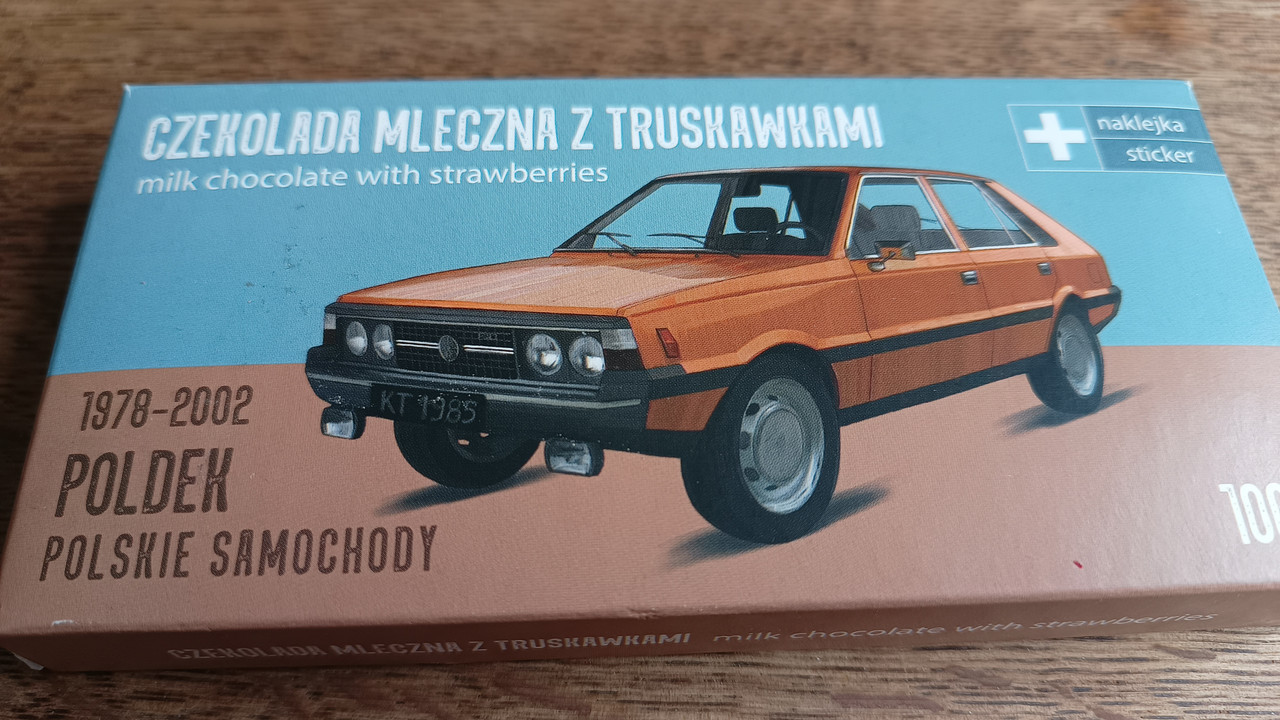 CZEKOLADA MLECZNA Z TRUSKAWKAMI
milk chocolate with strawberries
naklejka
sticker
KT 1985
1978-2002
POLDEK
POLSKIE SAMOCHODY
CZEKOLADA MLECZNA Z TRUSKAWKAMI milk chocolate with strawberries